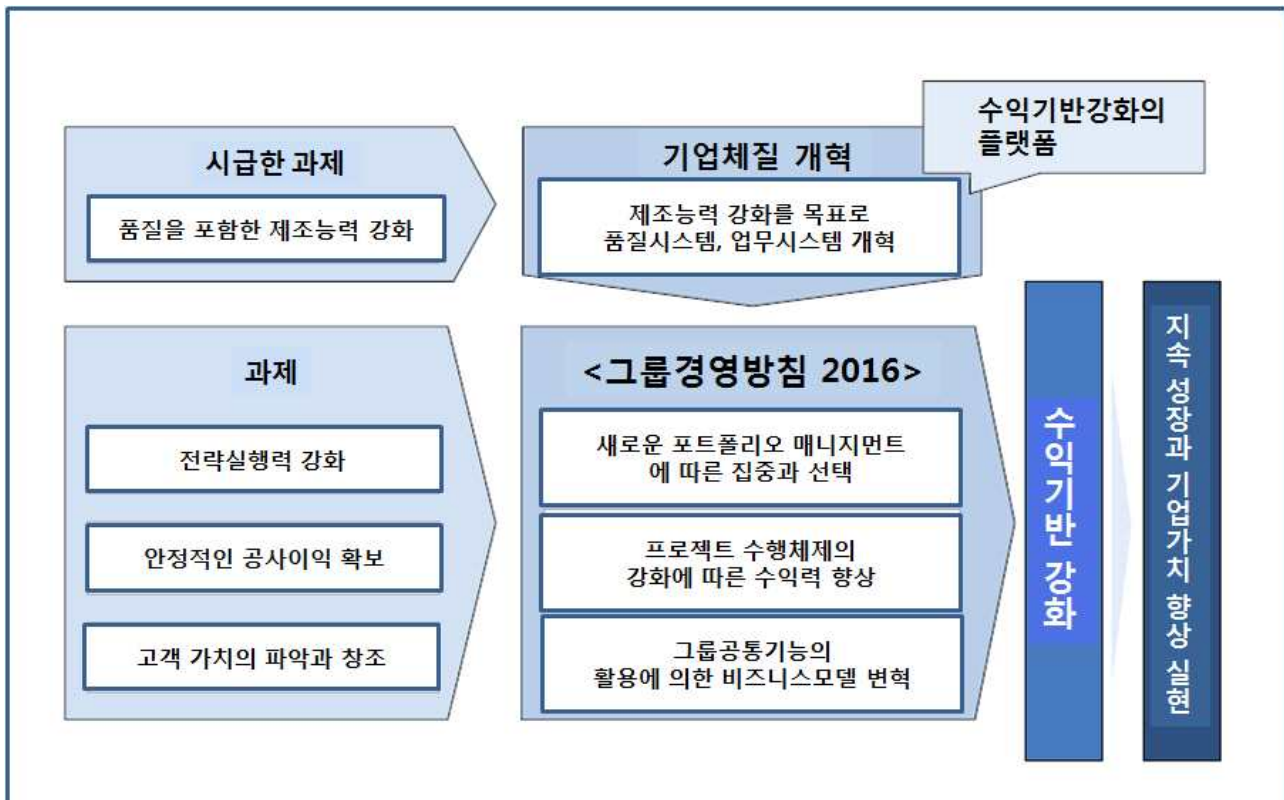 수익기반강화의
플랫폼
시급한 과제
품질을 포함한 제조능력 강화
기업체질 개혁
제조능력 강화를 목표로
품질시스템, 업무시스템 개혁
과제
전략실행력 강화
안정적인 공사이익 확보
고객 가치의 파악과 창조
<그룹경영방침 2016>
새로운 포트폴리오 매니지먼트
에 따른 집중과 선택
프로젝트 수행체제의
강화에 따른 수익력 향상
그룹공통기능의
활용에 의한 비즈니스모델 변혁
수익기반 강화
지속 성장과 기업가치 향상 실현